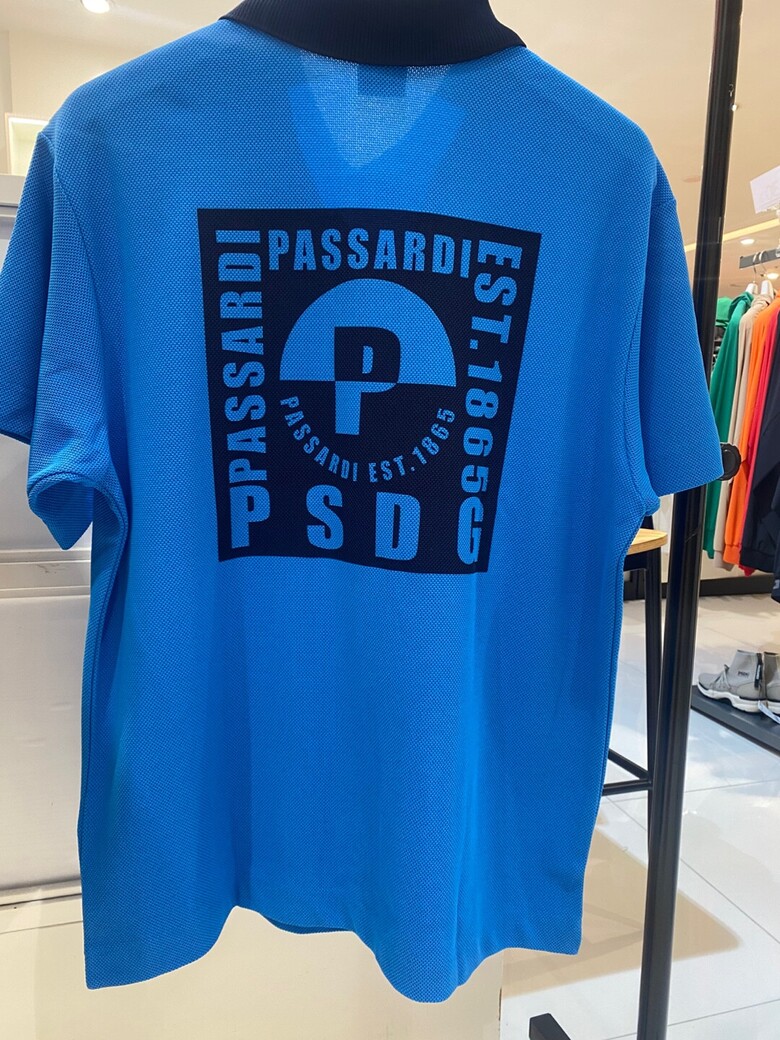 PASSARDI
PASSARDI
EST.1865
P
D
PASSARDI EST.1865
P S D G